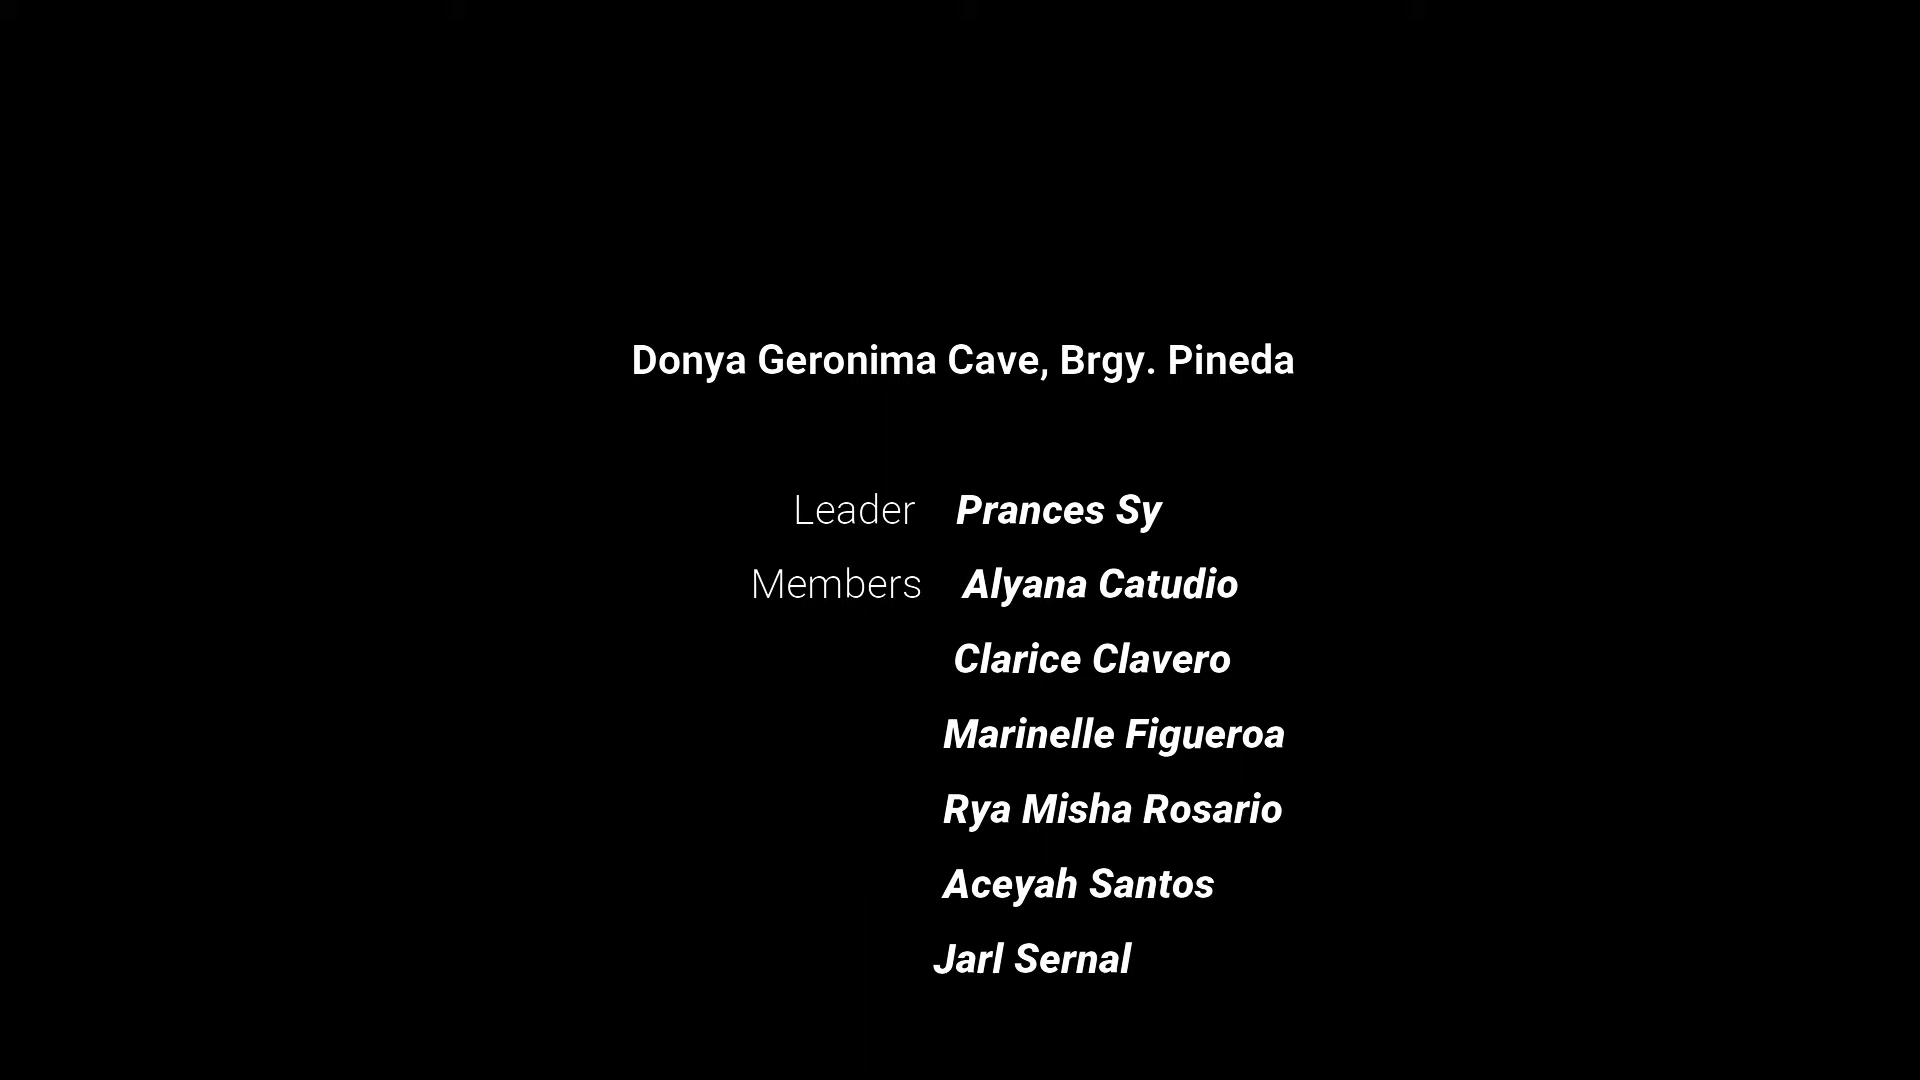 Donya Geronima Cave, Brgy. Pineda
Leader Prances Sy
Members Alyana Catudio
Clarice Clavero
Marinelle Figueroa
Rya Misha Rosario
Aceyah Santos
Jarl Sernal